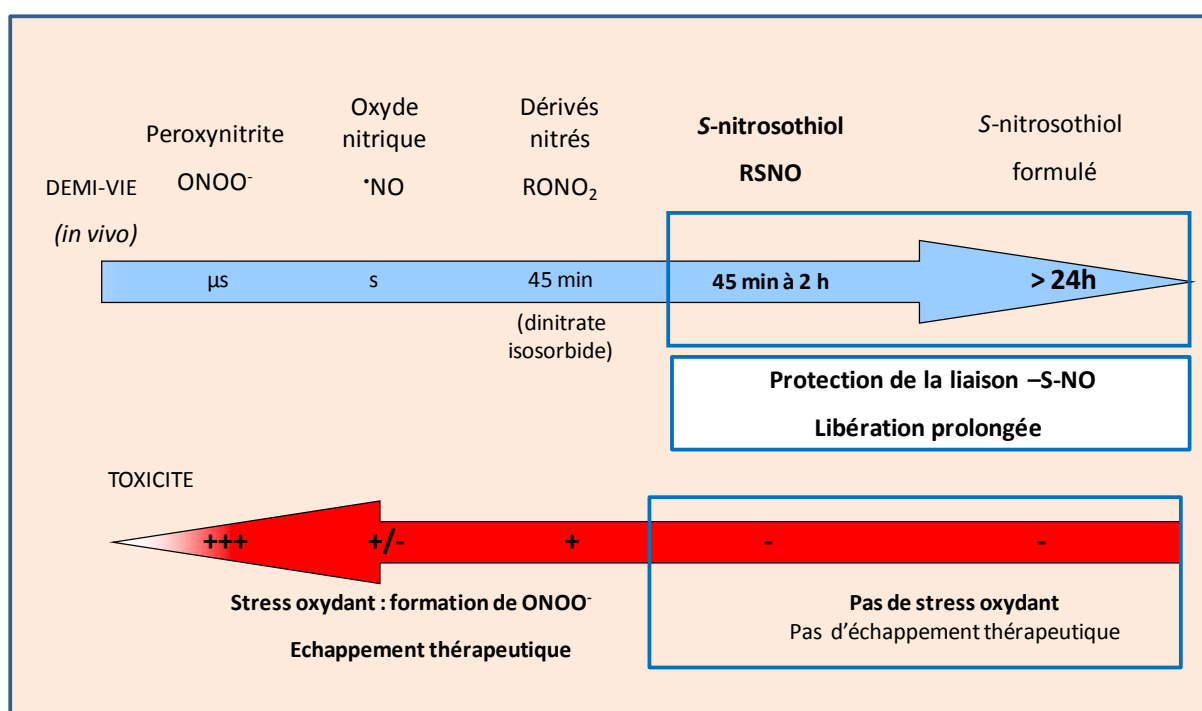 Peroxynitrite
ONOO⁻
Oxyde
nitrique
•NO
Dérivés
nitrés
RONO₂
S-nitrosothiol
RSNO
S-nitrosothiol
formulé
DEMI-VIE
(in vivo)
µs
s
45 min
45 min à 2 h
> 24h
(dinitrate
isosorbide)
Protection de la liaison –S-NO
Libération prolongée
TOXICITE
+++
+/-
+
-
-
Stress oxydant : formation de ONOO⁻
Echappement thérapeutique
Pas de stress oxydant
Pas d'échappement thérapeutique